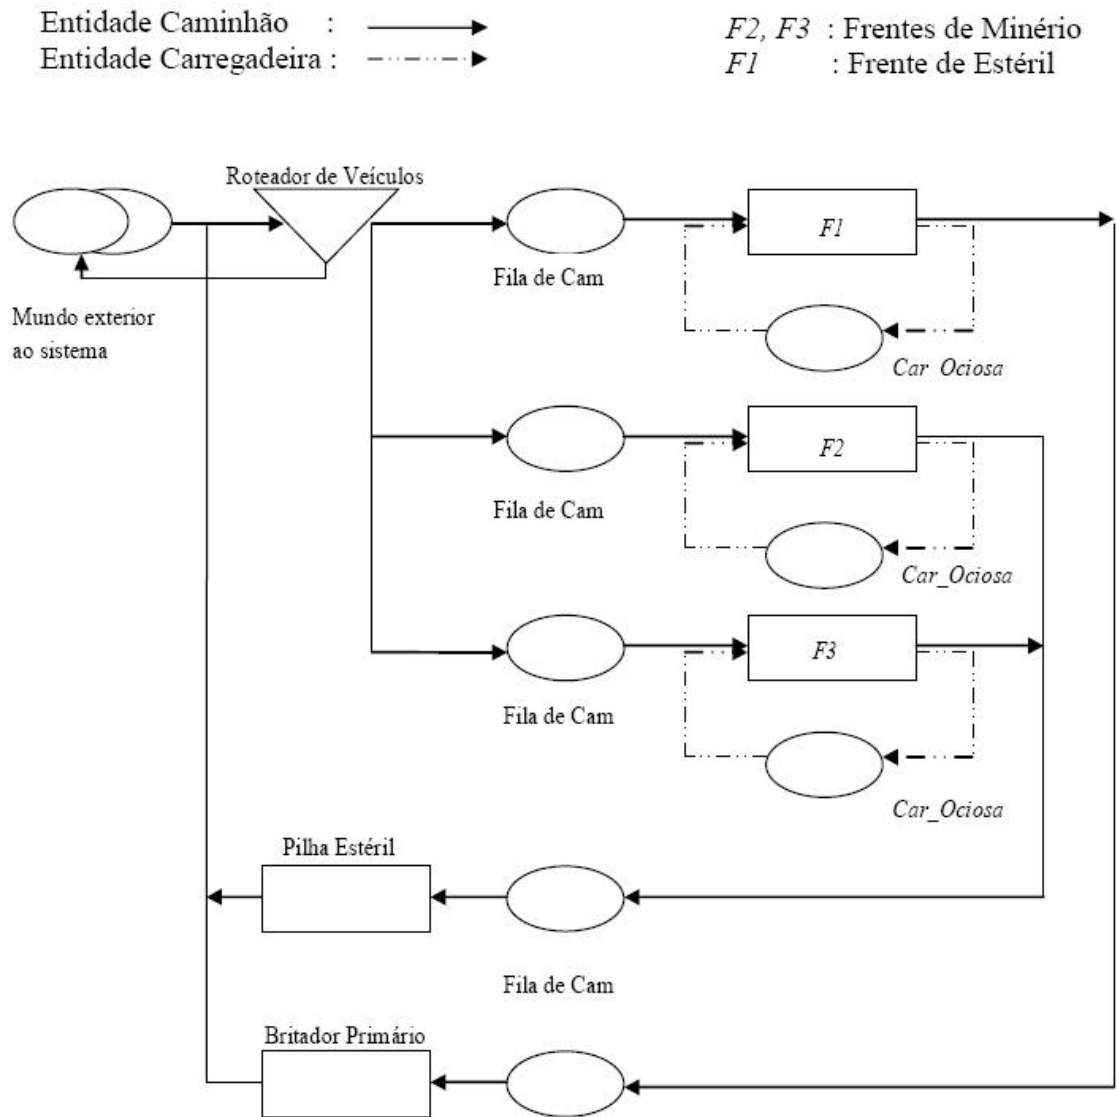 Entidade Caminhão :
Entidade Carregadeira :
F2, F3 : Frentes de Minério
F1 : Frente de Estéril
Roteador de Veículos
F1
Fila de Cam
Mundo exterior
ao sistema
Car_Ociosa
F2
Fila de Cam
Car_Ociosa
F3
Fila de Cam
Car_Ociosa
Pilha Estéril
Fila de Cam
Britador Primário